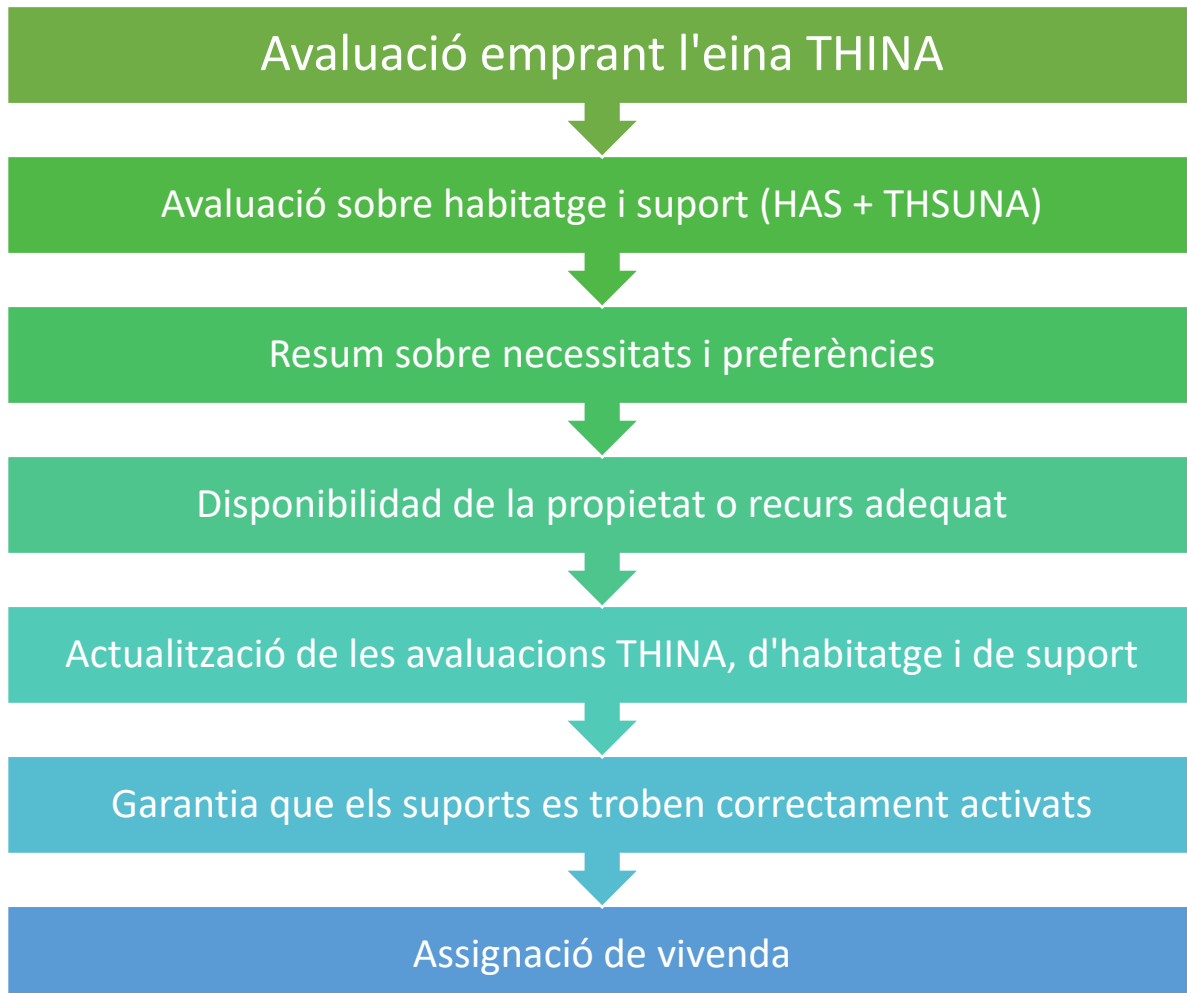 Avaluació emprant l'eina THINA
Avaluació sobre habitatge i suport (HAS + THSUNA)
Resum sobre necessitats i preferències
Disponibilidad de la propietat o recurs adequat
Actualització de les avaluacions THINA, d'habitatge i de suport
Garantia que els suports es troben correctament activats
Assignació de vivenda